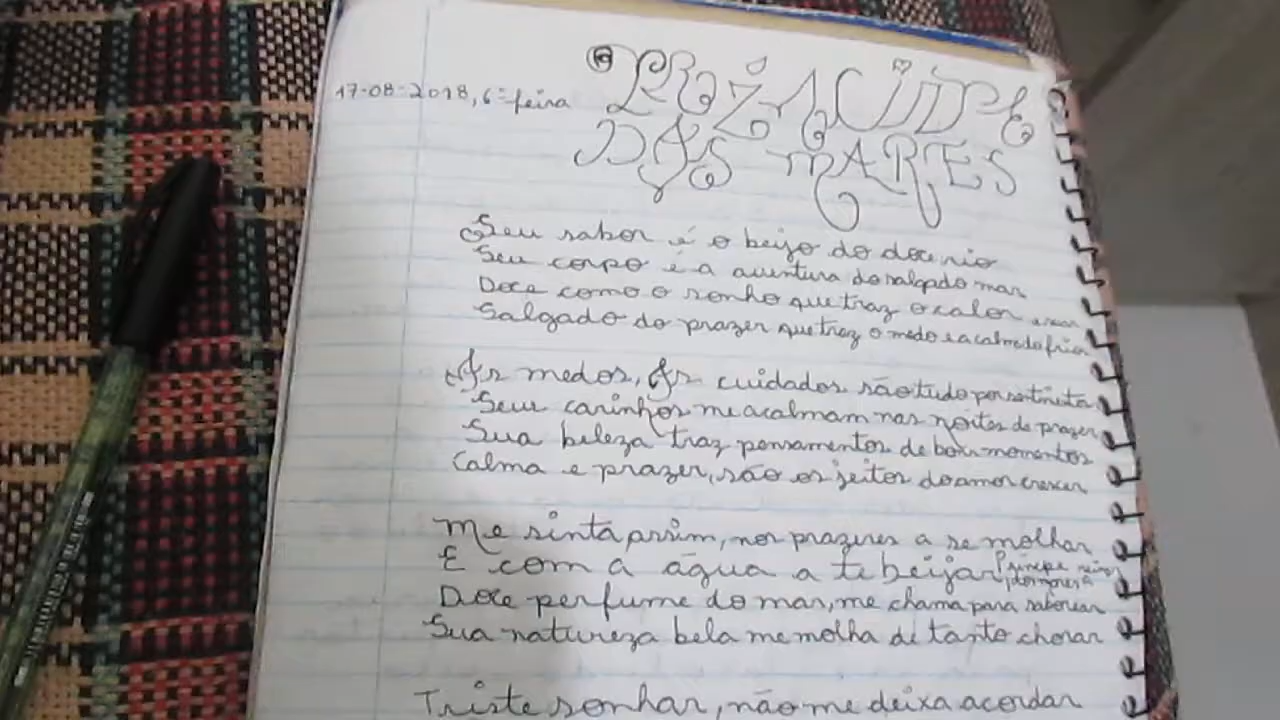 17-08-2018, 6ª feira
DAS MARES
Seu sabor é o beijo do doce rio
Seu corpo é a aventura do salgado mar
Doce como o sonho que traz o calor
Salgado do prazer que traz o medo e a calma do frio
As medos, As cuidados são tudo por
Seus carinhos me acalmam nas noites de prazer
Sua beleza traz pensamentos de bons momentos
Calma e prazer, são os jeitos do amor crescer
Me sinta assim, nos prazeres a se molhar
E com a água a te beijar
Doce perfume do mar, me chama para saborear
Sua natureza bela me molha de tanto chorar
Triste sonhar, não me deixa acordar